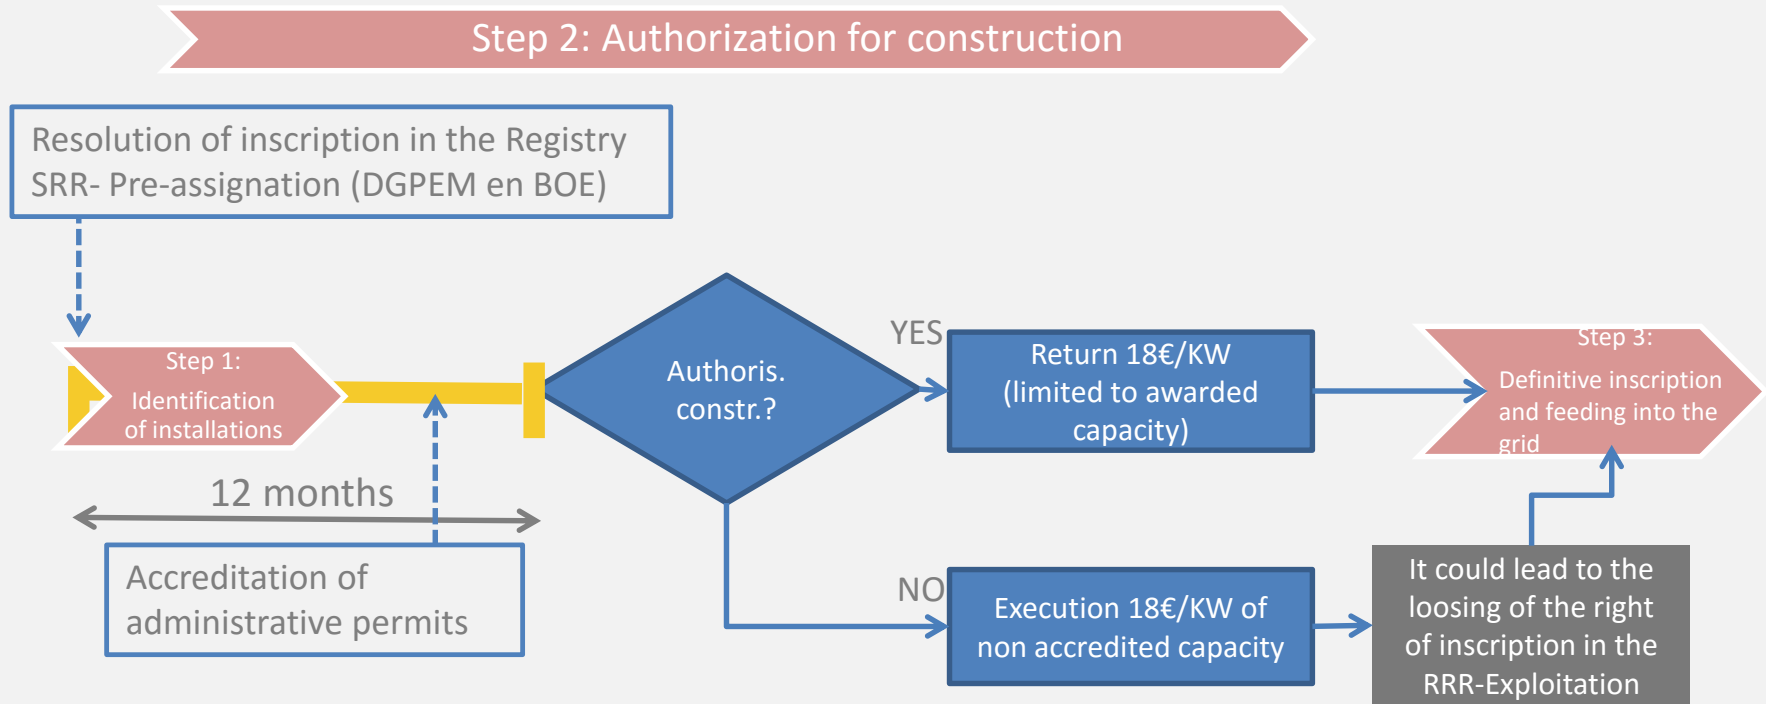 Step 2: Authorization for construction
Resolution of inscription in the Registry
SRR- Pre-assignation (DGPEM en BOE)
Step 1:
Identification
of installations
12 months
Accreditation of
administrative permits
Authoris.
constr.?
YES
Return 18€/KW
(limited to awarded
capacity)
NO
Execution 18€/KW of
non accredited capacity
Step 3:
Definitive inscription
and feeding into the
grid
It could lead to the
loosing of the right
of inscription in the
RRR-Exploitation